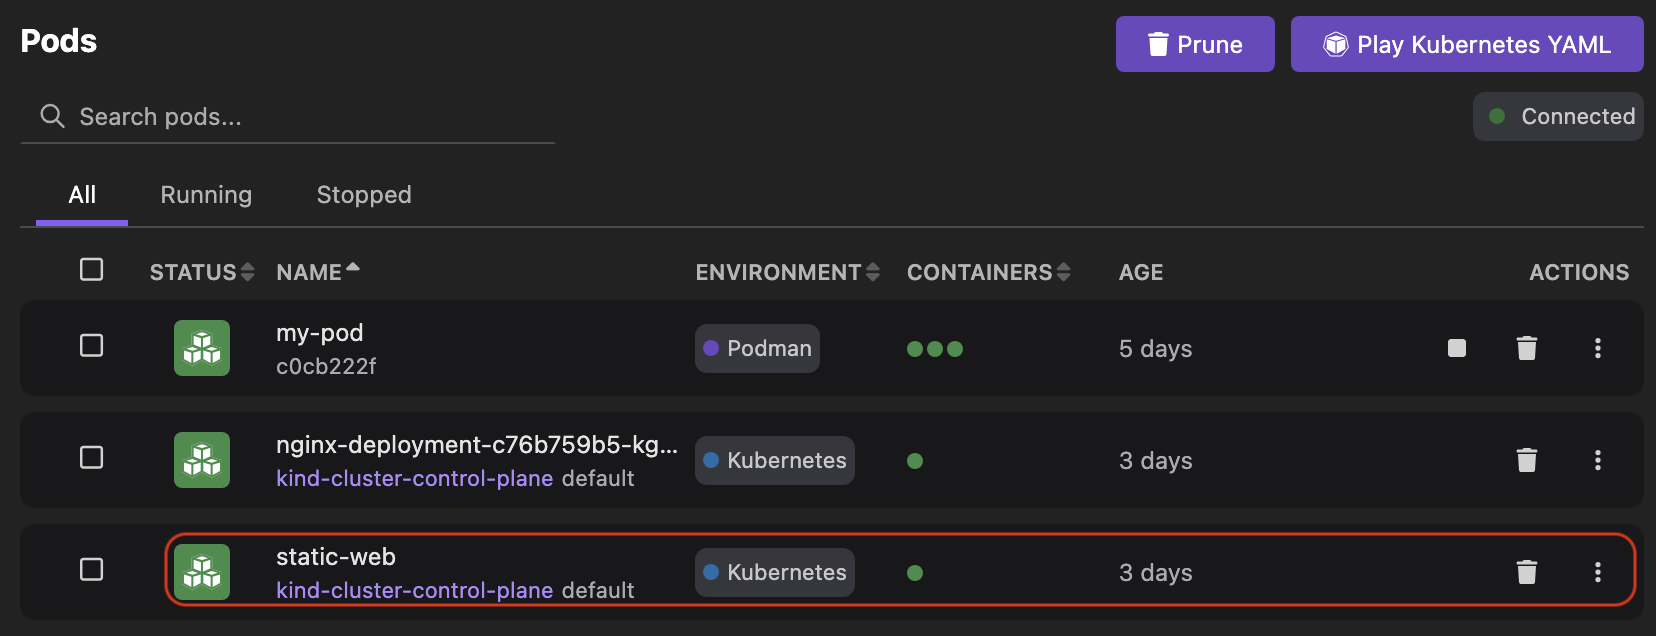 Pods
Prune
Play Kubernetes YAML
Search pods...
Connected
All Running Stopped
STATUS NAME ENVIRONMENT CONTAINERS AGE ACTIONS
my-pod
c0cb222f
Podman
5 days
nginx-deployment-c76b759b5-kg...
kind-cluster-control-plane default
Kubernetes
3 days
static-web
kind-cluster-control-plane default
Kubernetes
3 days